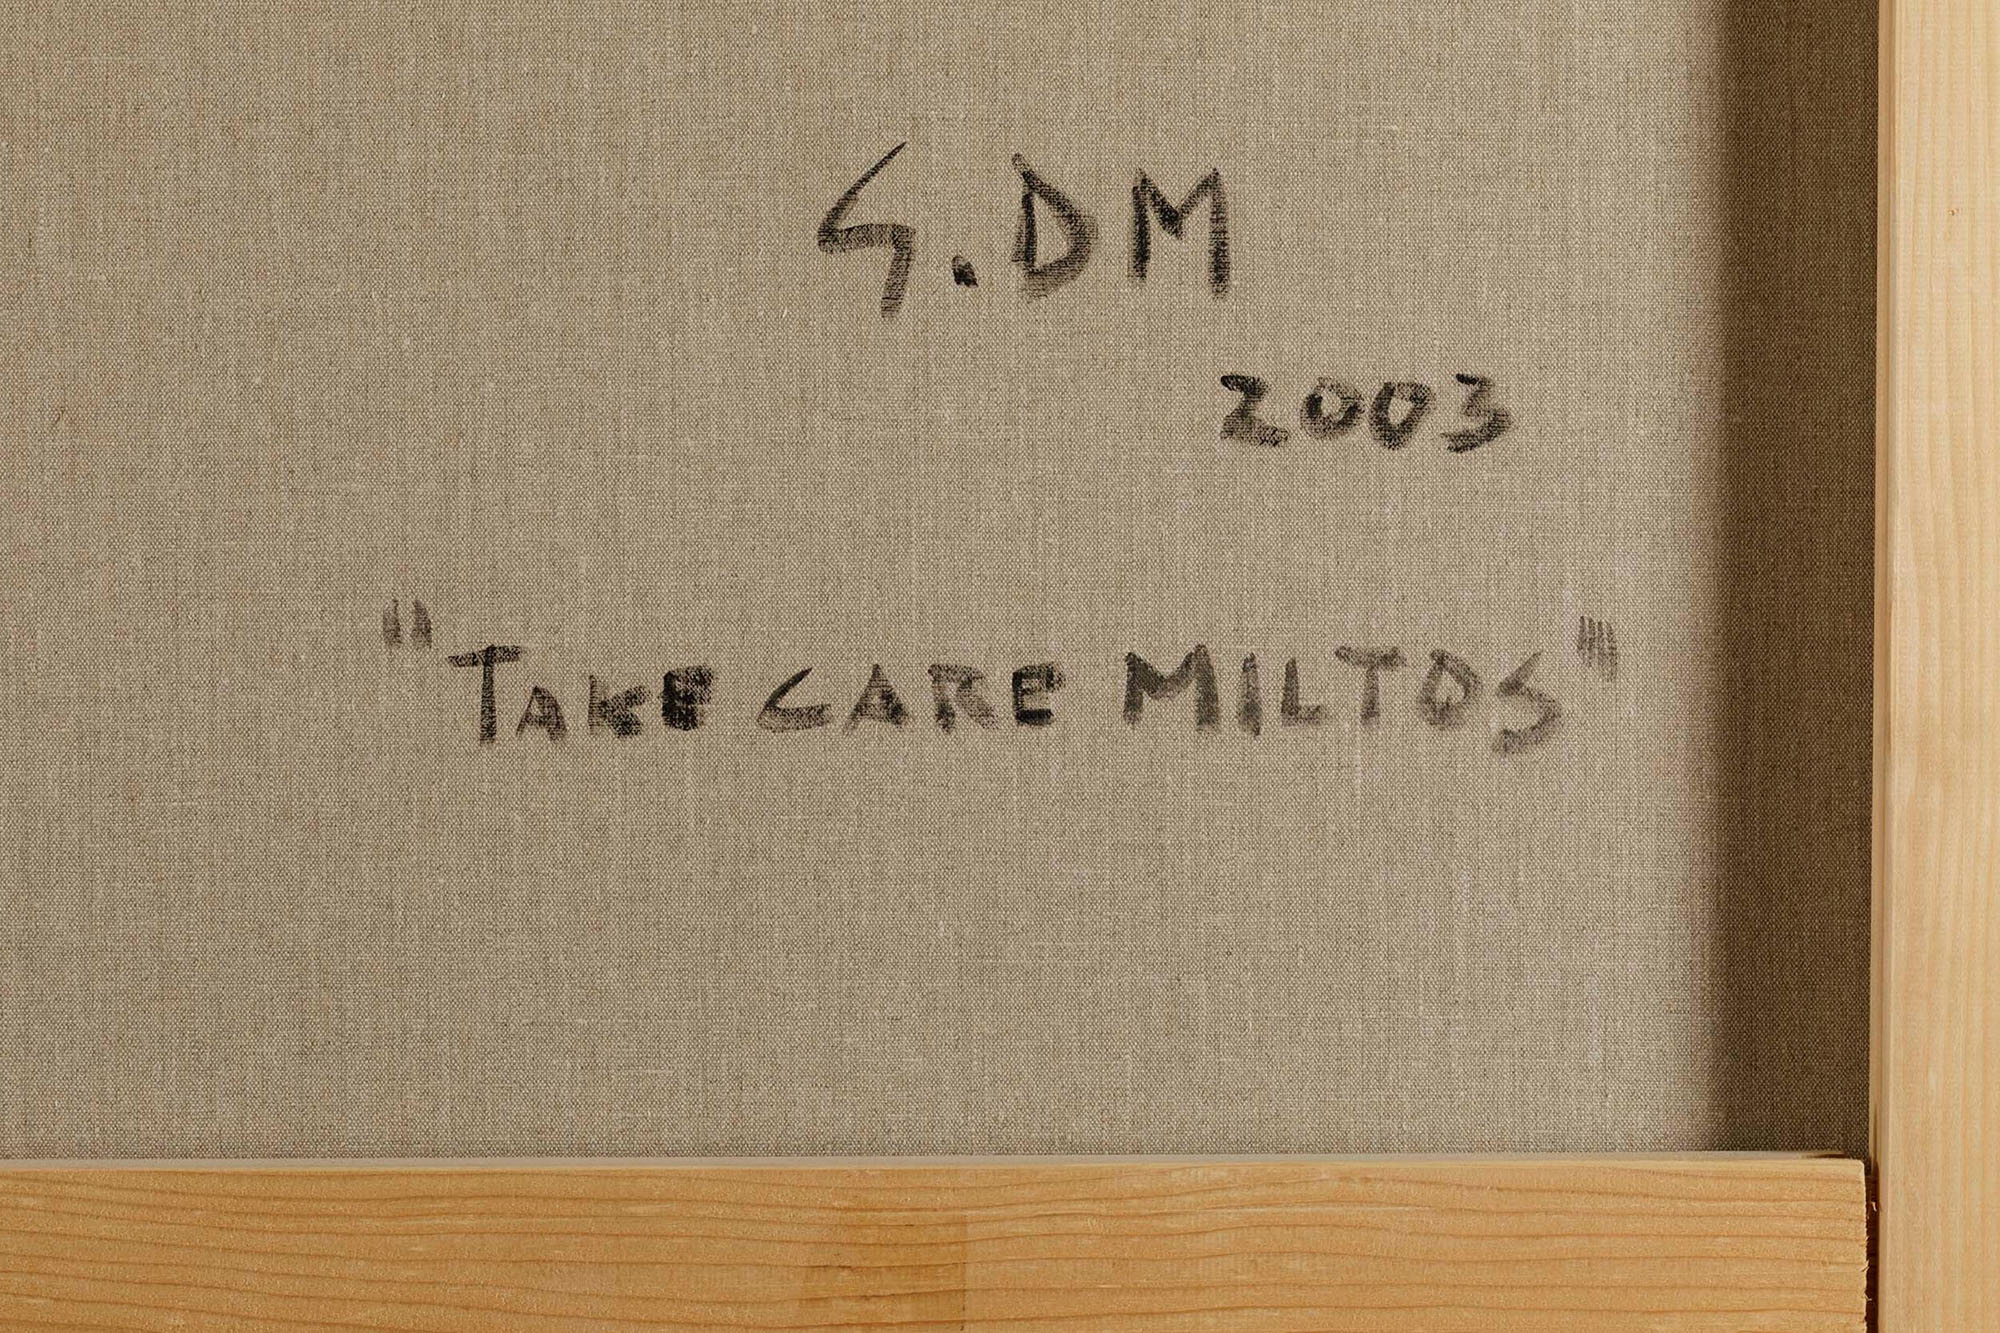 S.DM
2003
"TAKE CARE MILTOS"